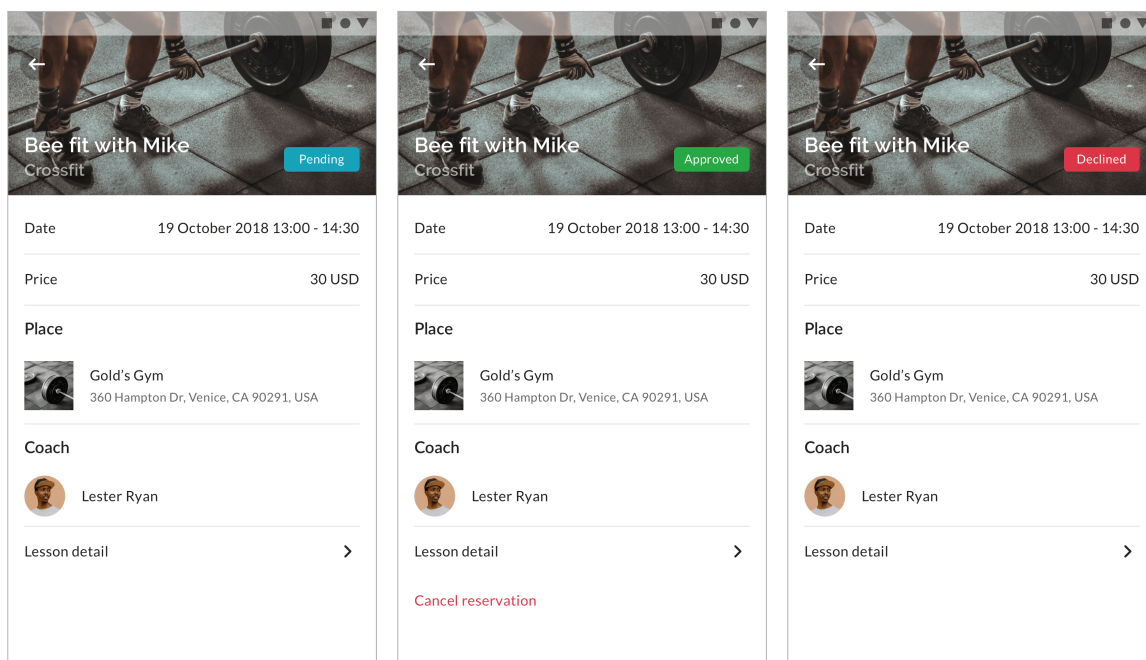 Bee fit with Mike
Crossfit
Pending
Date 19 October 2018 13:00 - 14:30
Price 30 USD
Place
Gold's Gym
360 Hampton Dr, Venice, CA 90291, USA
Coach
Lester Ryan
Lesson detail
Bee fit with Mike
Crossfit
Approved
Date 19 October 2018 13:00 - 14:30
Price 30 USD
Place
Gold's Gym
360 Hampton Dr, Venice, CA 90291, USA
Coach
Lester Ryan
Lesson detail
Cancel reservation
Bee fit with Mike
Crossfit
Declined
Date 19 October 2018 13:00 - 14:30
Price 30 USD
Place
Gold's Gym
360 Hampton Dr, Venice, CA 90291, USA
Coach
Lester Ryan
Lesson detail